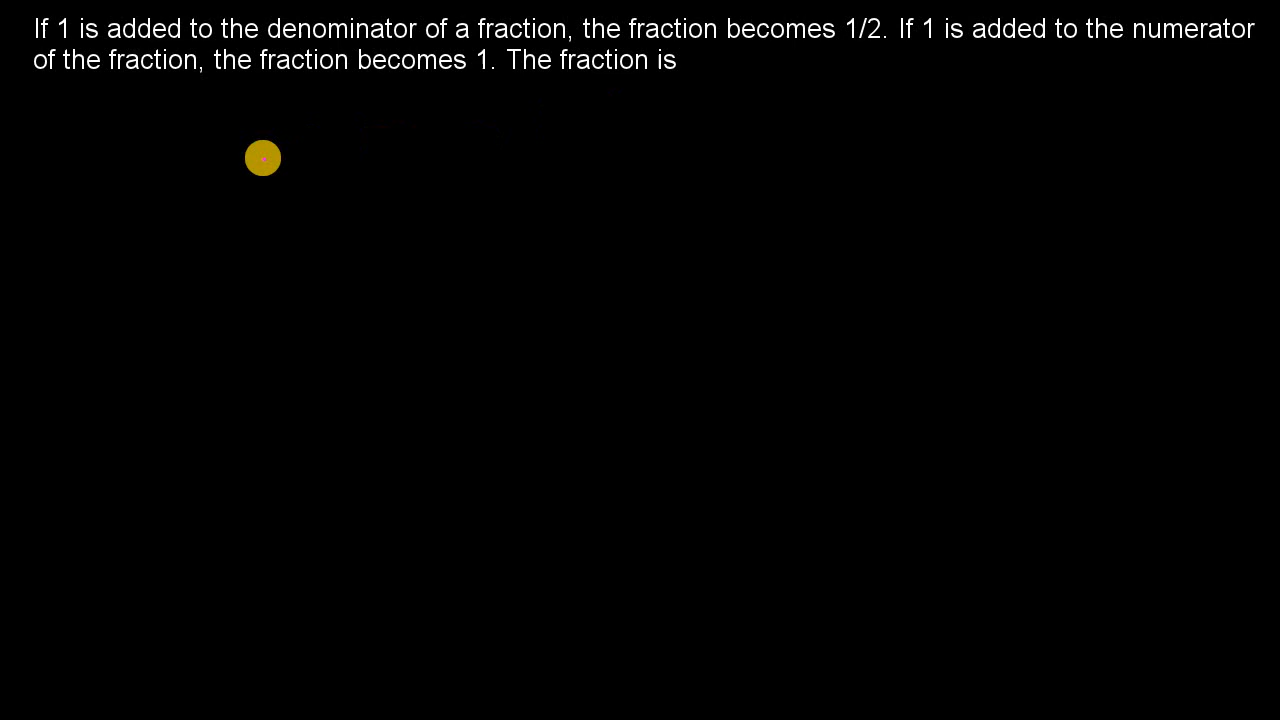 If 1 is added to the denominator of a fraction, the fraction becomes 1/2. If 1 is added to the numerator
of the fraction, the fraction becomes 1. The fraction is